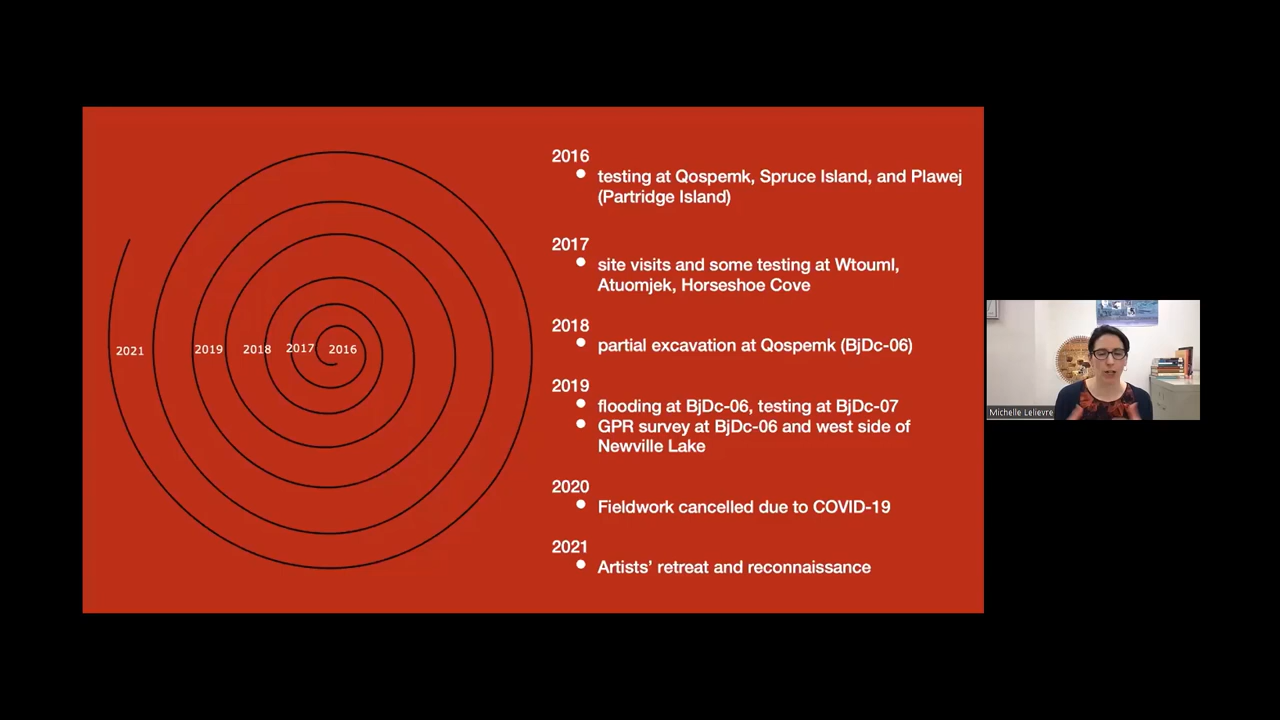 2021
2019
2018
2017
2016
2016
testing at Qospemk, Spruce Island, and Plawej
(Partridge Island)
2017
site visits and some testing at Wtouml,
Atuomjek, Horseshoe Cove
2018
partial excavation at Qospemk (BjDc-06)
2019
flooding at BjDc-06, testing at BjDc-07
GPR survey at BjDc-06 and west side of
Newville Lake
2020
Fieldwork cancelled due to COVID-19
2021
Artists’ retreat and reconnaissance
Michelle Lelievre